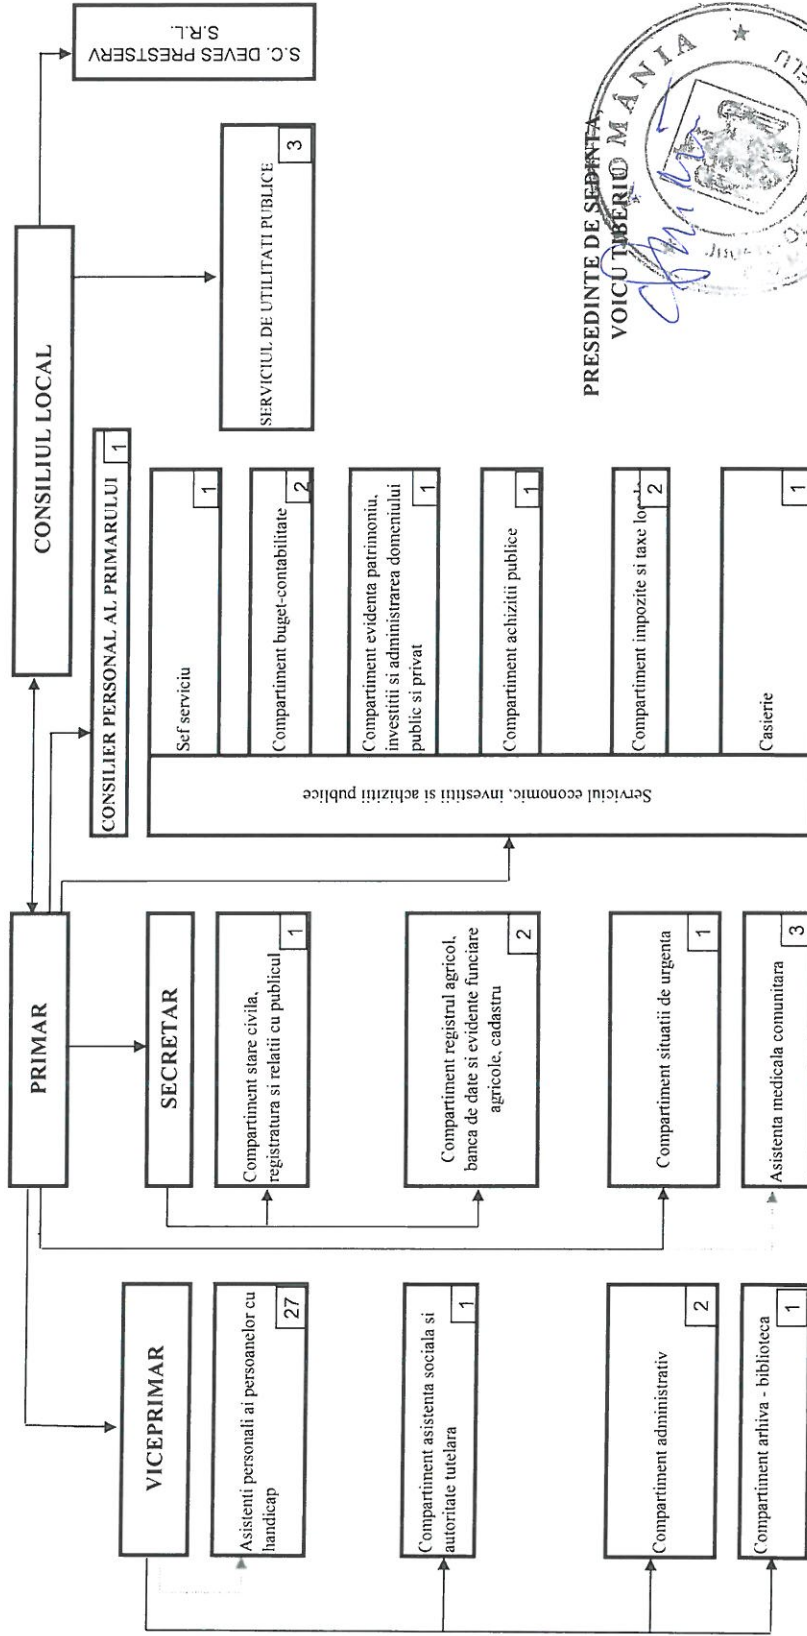 CONSILIUL LOCAL
PRIMAR
S.C. DEVES PRESTSERV
S.R.L.
SERVICIUL DE UTILITATI PUBLICE
3
CONSILIER PERSONAL AL PRIMARULUI
1
VICEPRIMAR
SECRETAR
Asistenti personali ai persoanelor cu
handicap
27
Compartiment asistenta sociala si
autoritate tutelara
1
Compartiment administrativ
2
Compartiment arhiva - biblioteca
1
Compartiment stare civila,
registratura si relatii cu publicul
1
Compartiment registrul agricol,
banca de date si evidente funciare
agricole, cadastru
2
Compartiment situatii de urgenta
1
Asistenta medicala comunitara
3
Serviciul economic, investitii si achizitii publice
Sef serviciu
1
Compartiment buget-contabilitate
2
Compartiment evidenta patrimoniu,
investitii si administrarea domeniului
public si privat
1
Compartiment achizitii publice
1
Compartiment impozite si taxe
2
Casierie
1
PRESEDINTE DE SEDINTA,
VOICU TIBERIU
ROMÂNIA